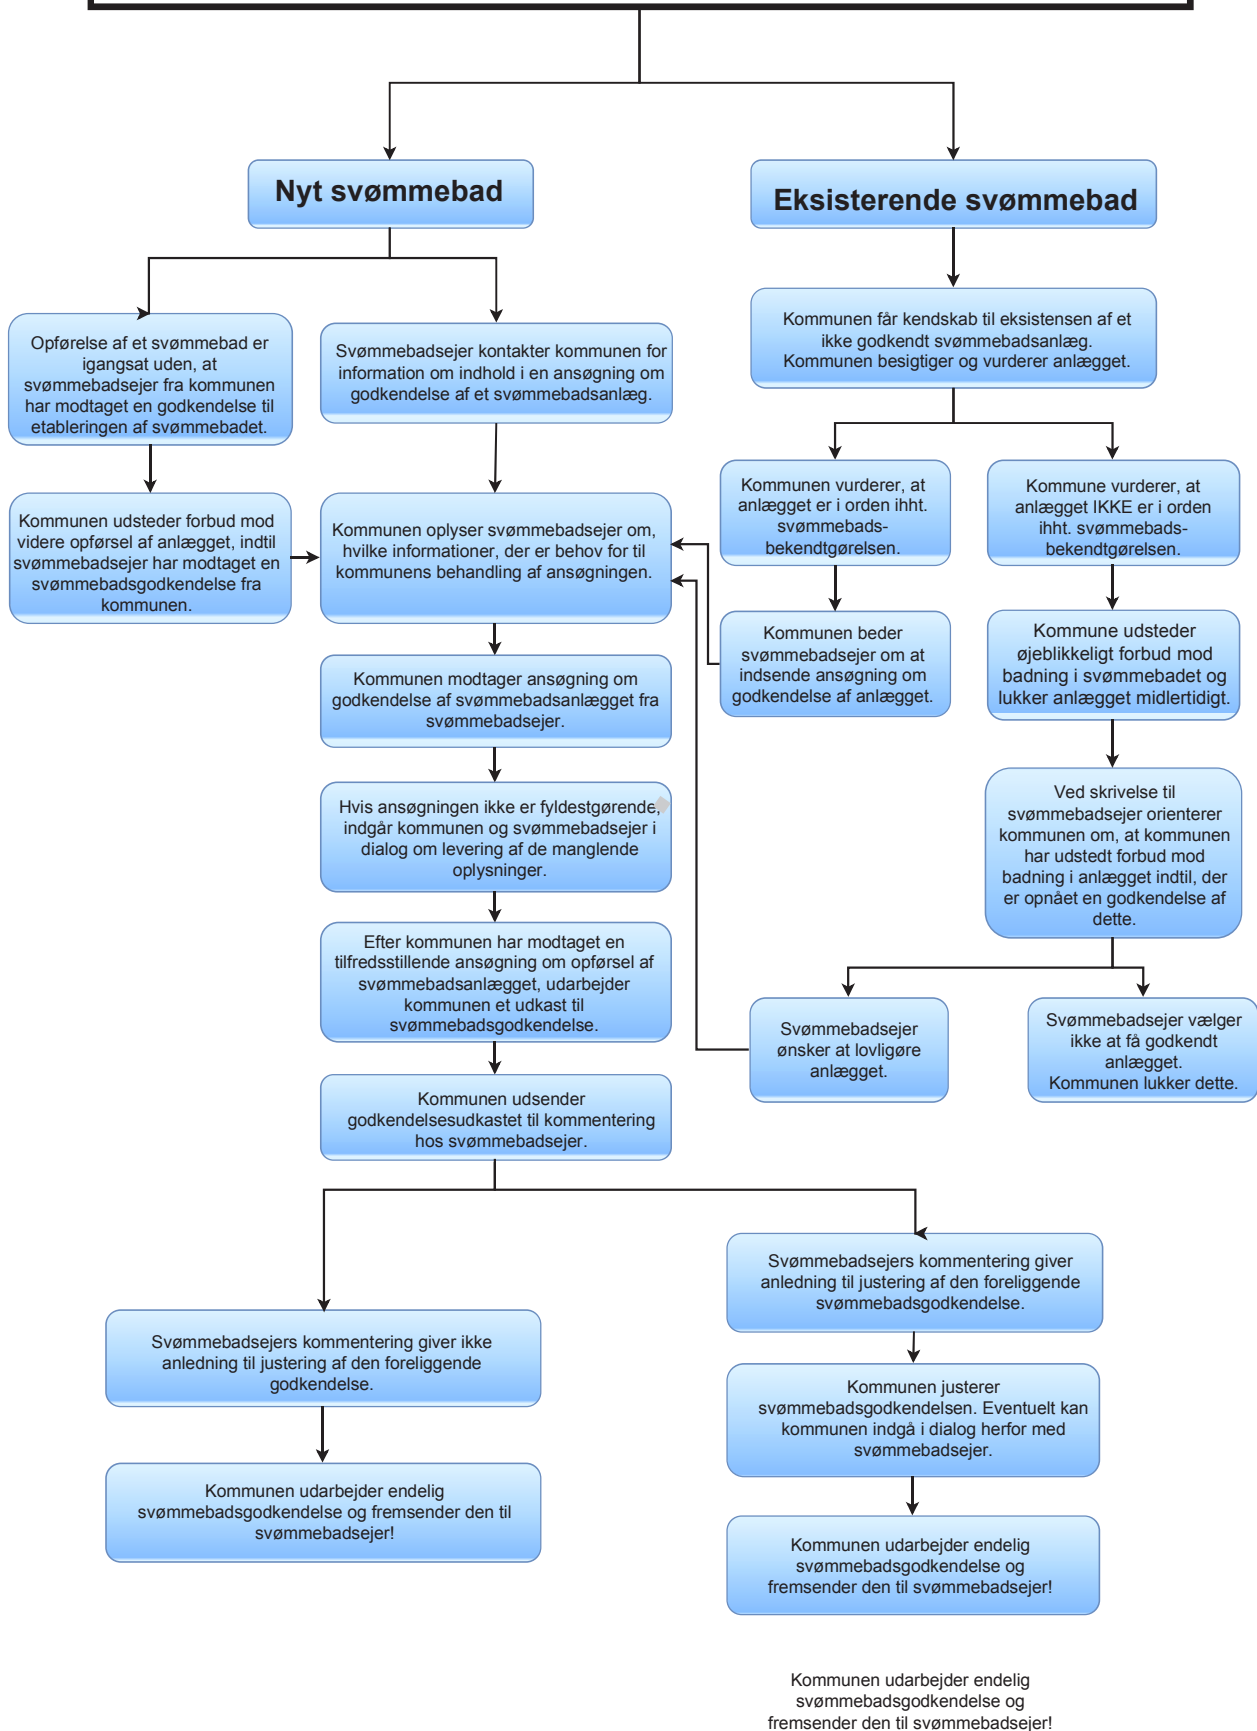 Nyt svømmebad
Eksisterende svømmebad
Opførelse af et svømmebad er
igangsat uden, at
svømmebadsejer fra kommunen
har modtaget en godkendelse til
etableringen af svømmebadet.
Svømmebadsejer kontakter kommunen for
information om indhold i en ansøgning om
godkendelse af et svømmebadsanlæg.
Kommunen får kendskab til eksistensen af et
ikke godkendt svømmebadsanlæg.
Kommunen besigtiger og vurderer anlægget.
Kommunen udsteder forbud mod
videre opførsel af anlægget, indtil
svømmebadsejer har modtaget en
svømmebadsgodkendelse fra
kommunen.
Kommunen oplyser svømmebadsejer om,
hvilke informationer, der er behov for til
kommunens behandling af ansøgningen.
Kommunen vurderer, at
anlægget er i orden ihht.
svømmebads-
bekendtgørelsen.
Kommune vurderer, at
anlægget IKKE er i orden
ihht. svømmebads-
bekendtgørelsen.
Kommunen beder
svømmebadsejer om at
indsende ansøgning om
godkendelse af anlægget.
Kommune udsteder
øjeblikkeligt forbud mod
badning i svømmebadet og
lukker anlægget midlertidigt.
Kommunen modtager ansøgning om
godkendelse af svømmebadsanlægget fra
svømmebadsejer.
Hvis ansøgningen ikke er fyldestgørende,
indgår kommunen og svømmebadsejer i
dialog om levering af de manglende
oplysninger.
Ved skrivelse til
svømmebadsejer orienterer
kommunen om, at kommunen
har udstedt forbud mod
badning i anlægget indtil, der
er opnået en godkendelse af
dette.
Efter kommunen har modtaget en
tilfredsstillende ansøgning om opførsel af
svømmebadsanlægget, udarbejder
kommunen et udkast til
svømmebadsgodkendelse.
Svømmebadsejer
ønsker at lovligøre
anlægget.
Svømmebadsejer vælger
ikke at få godkendt
anlægget.
Kommunen lukker dette.
Kommunen udsender
godkendelsesudkastet til kommentering
hos svømmebadsejer.
Svømmebadsejers kommentering giver
anledning til justering af den foreliggende
svømmebadsgodkendelse.
Svømmebadsejers kommentering giver ikke
anledning til justering af den foreliggende
godkendelse.
Kommunen justerer
svømmebadsgodkendelsen. Eventuelt kan
kommunen indgå i dialog herfor med
svømmebadsejer.
Kommunen udarbejder endelig
svømmebadsgodkendelse og fremsender den til
svømmebadsejer!
Kommunen udarbejder endelig
svømmebadsgodkendelse og
fremsender den til svømmebadsejer!
Kommunen udarbejder endelig
svømmebadsgodkendelse og
fremsender den til svømmebadsejer!